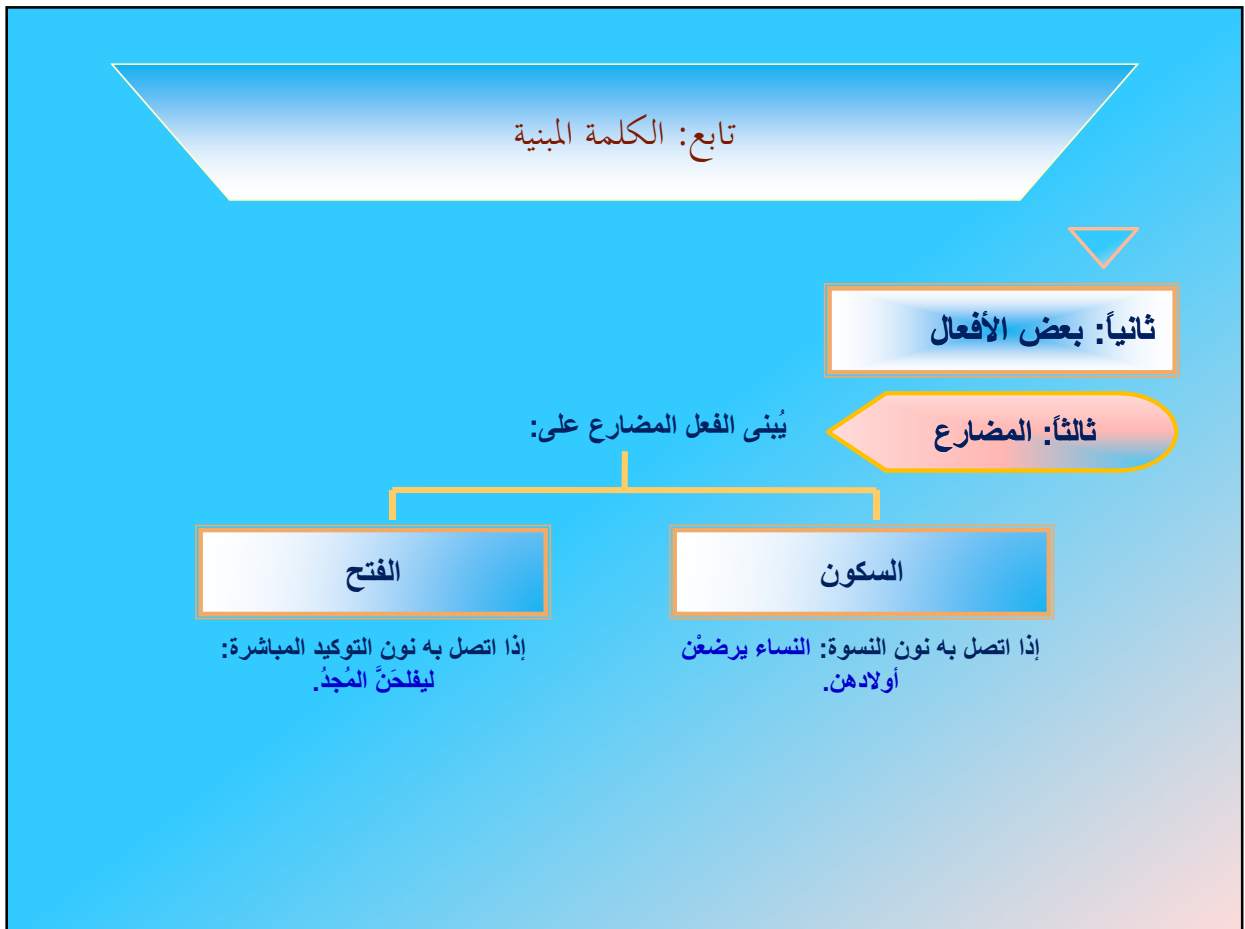 تابع: الكلمة المبنية
ثانياً: بعض الأفعال
ثالثاً: المضارع
يُبنى الفعل المضارع على:
السكون
إذا اتصل به نون النسوة: النساء يرضعْن
أولادهن.
الفتح
إذا اتصل به نون التوكيد المباشرة:
ليفلحَنَّ المُجدُ.